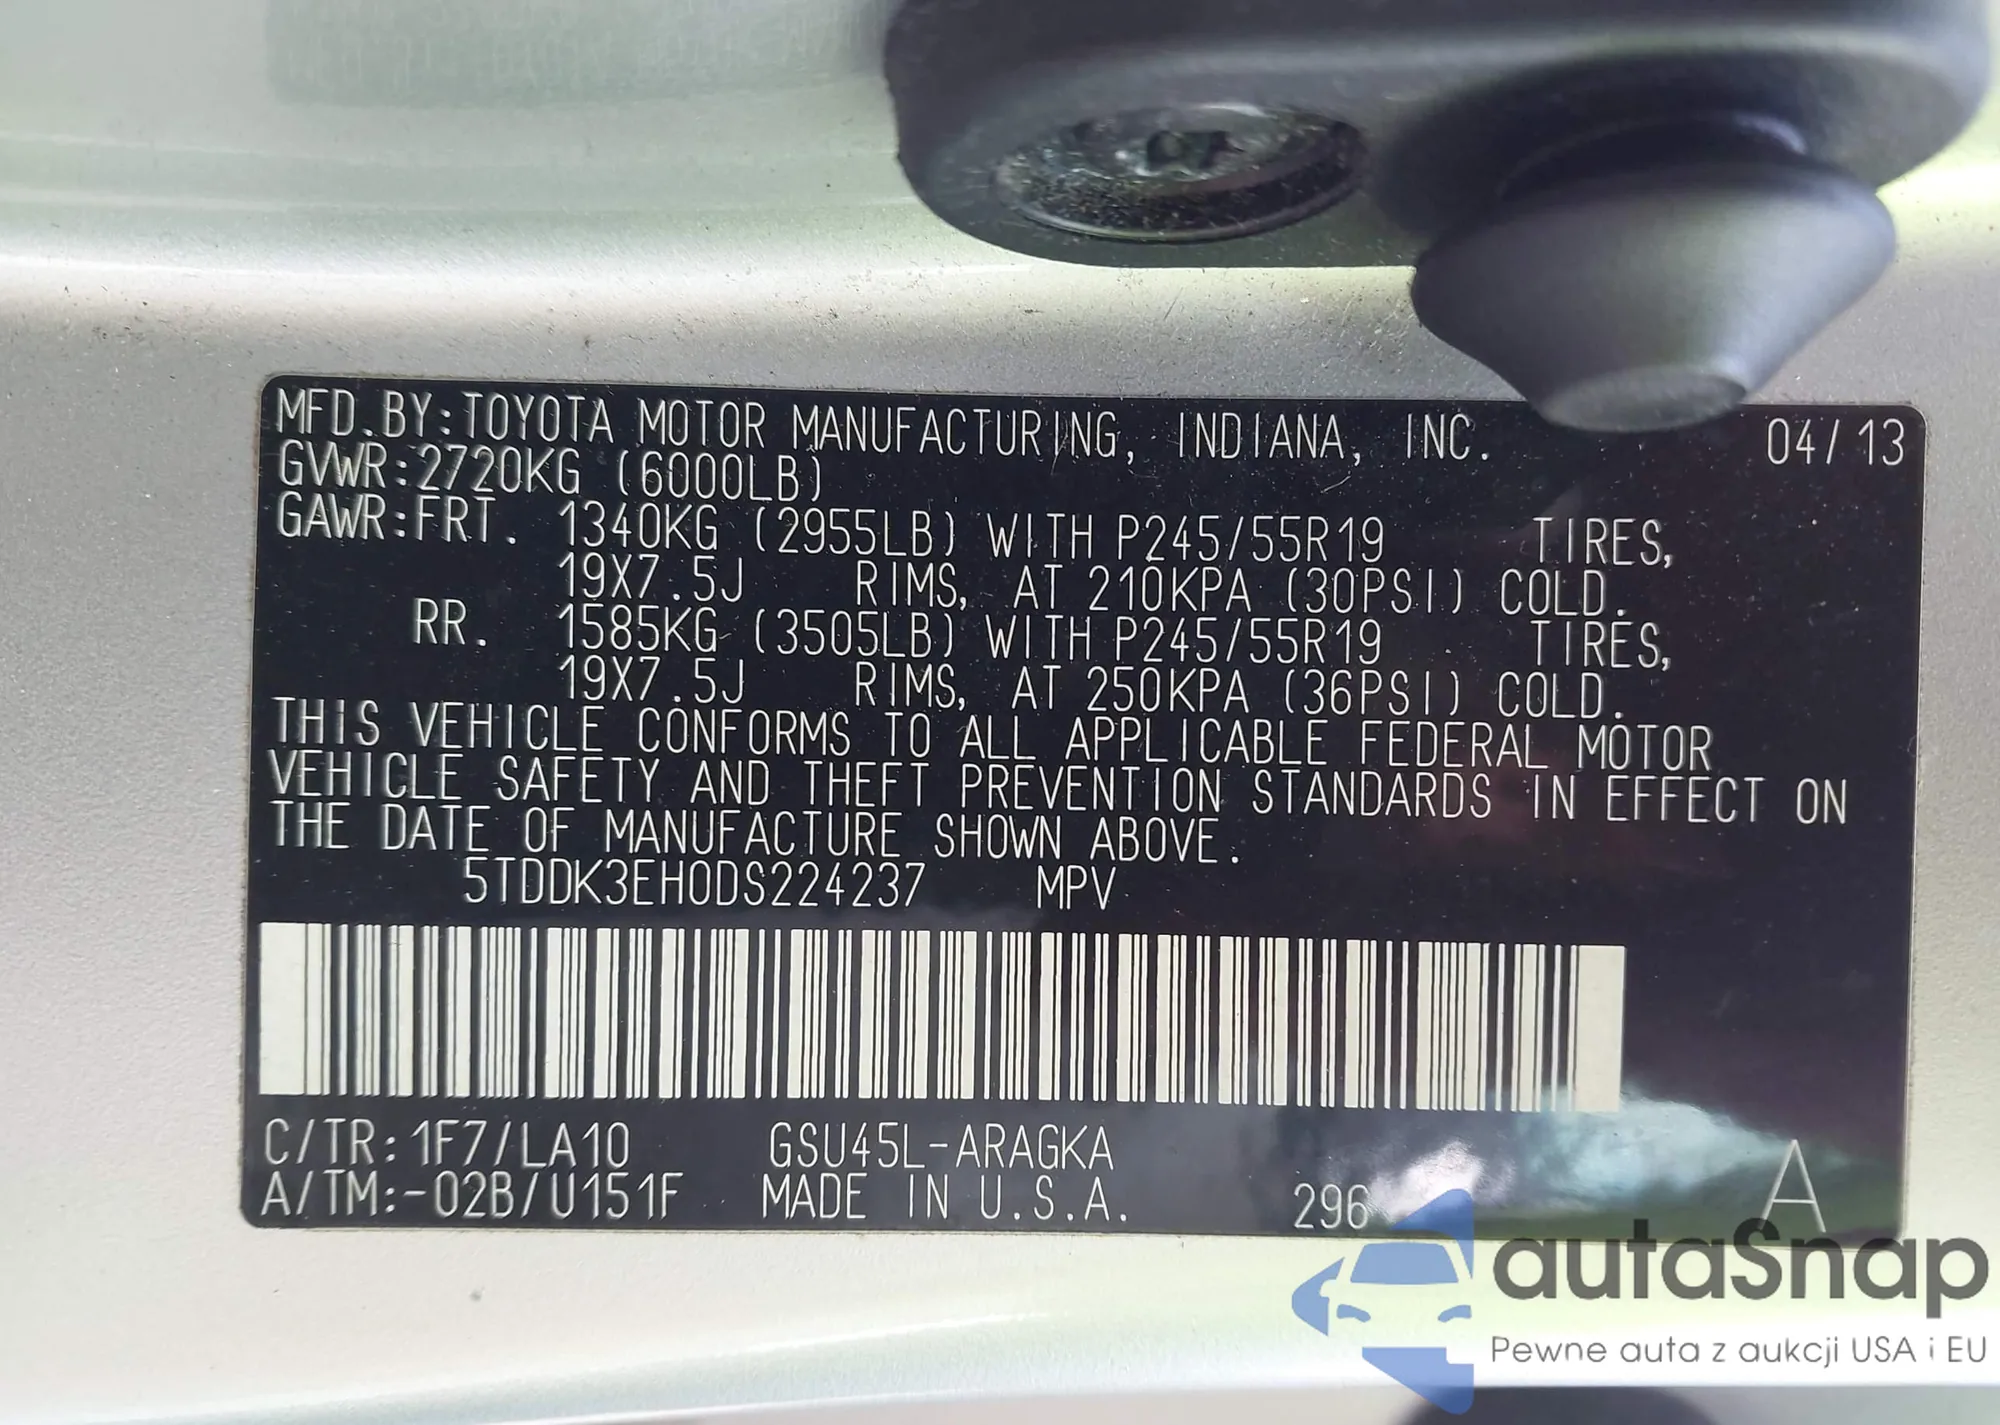 MFD.BY:TOYOTA MOTOR MANUFACTURING, INDIANA, INC. 04/13
GVWR:2720KG (6000LB)
GAWR:FRT. 1340KG (2955LB) WITH P245/55R19 TIRES,
19X7.5J RIMS, AT 210KPA (30PSI) COLD.
RR. 1585KG (3505LB) WITH P245/55R19 TIRES,
19X7.5J RIMS, AT 250KPA (36PSI) COLD.
THIS VEHICLE CONFORMS TO ALL APPLICABLE FEDERAL MOTOR
VEHICLE SAFETY AND THEFT PREVENTION STANDARDS IN EFFECT ON
THE DATE OF MANUFACTURE SHOWN ABOVE.
5TDDK3EH0DS224237 MPV
C/TR:1F7/LA10 GSU45L-ARAGKA
A/TM:-02B/U151F MADE IN U.S.A. 296 A
autaSnap
Pewne auta z aukcji USA i EU